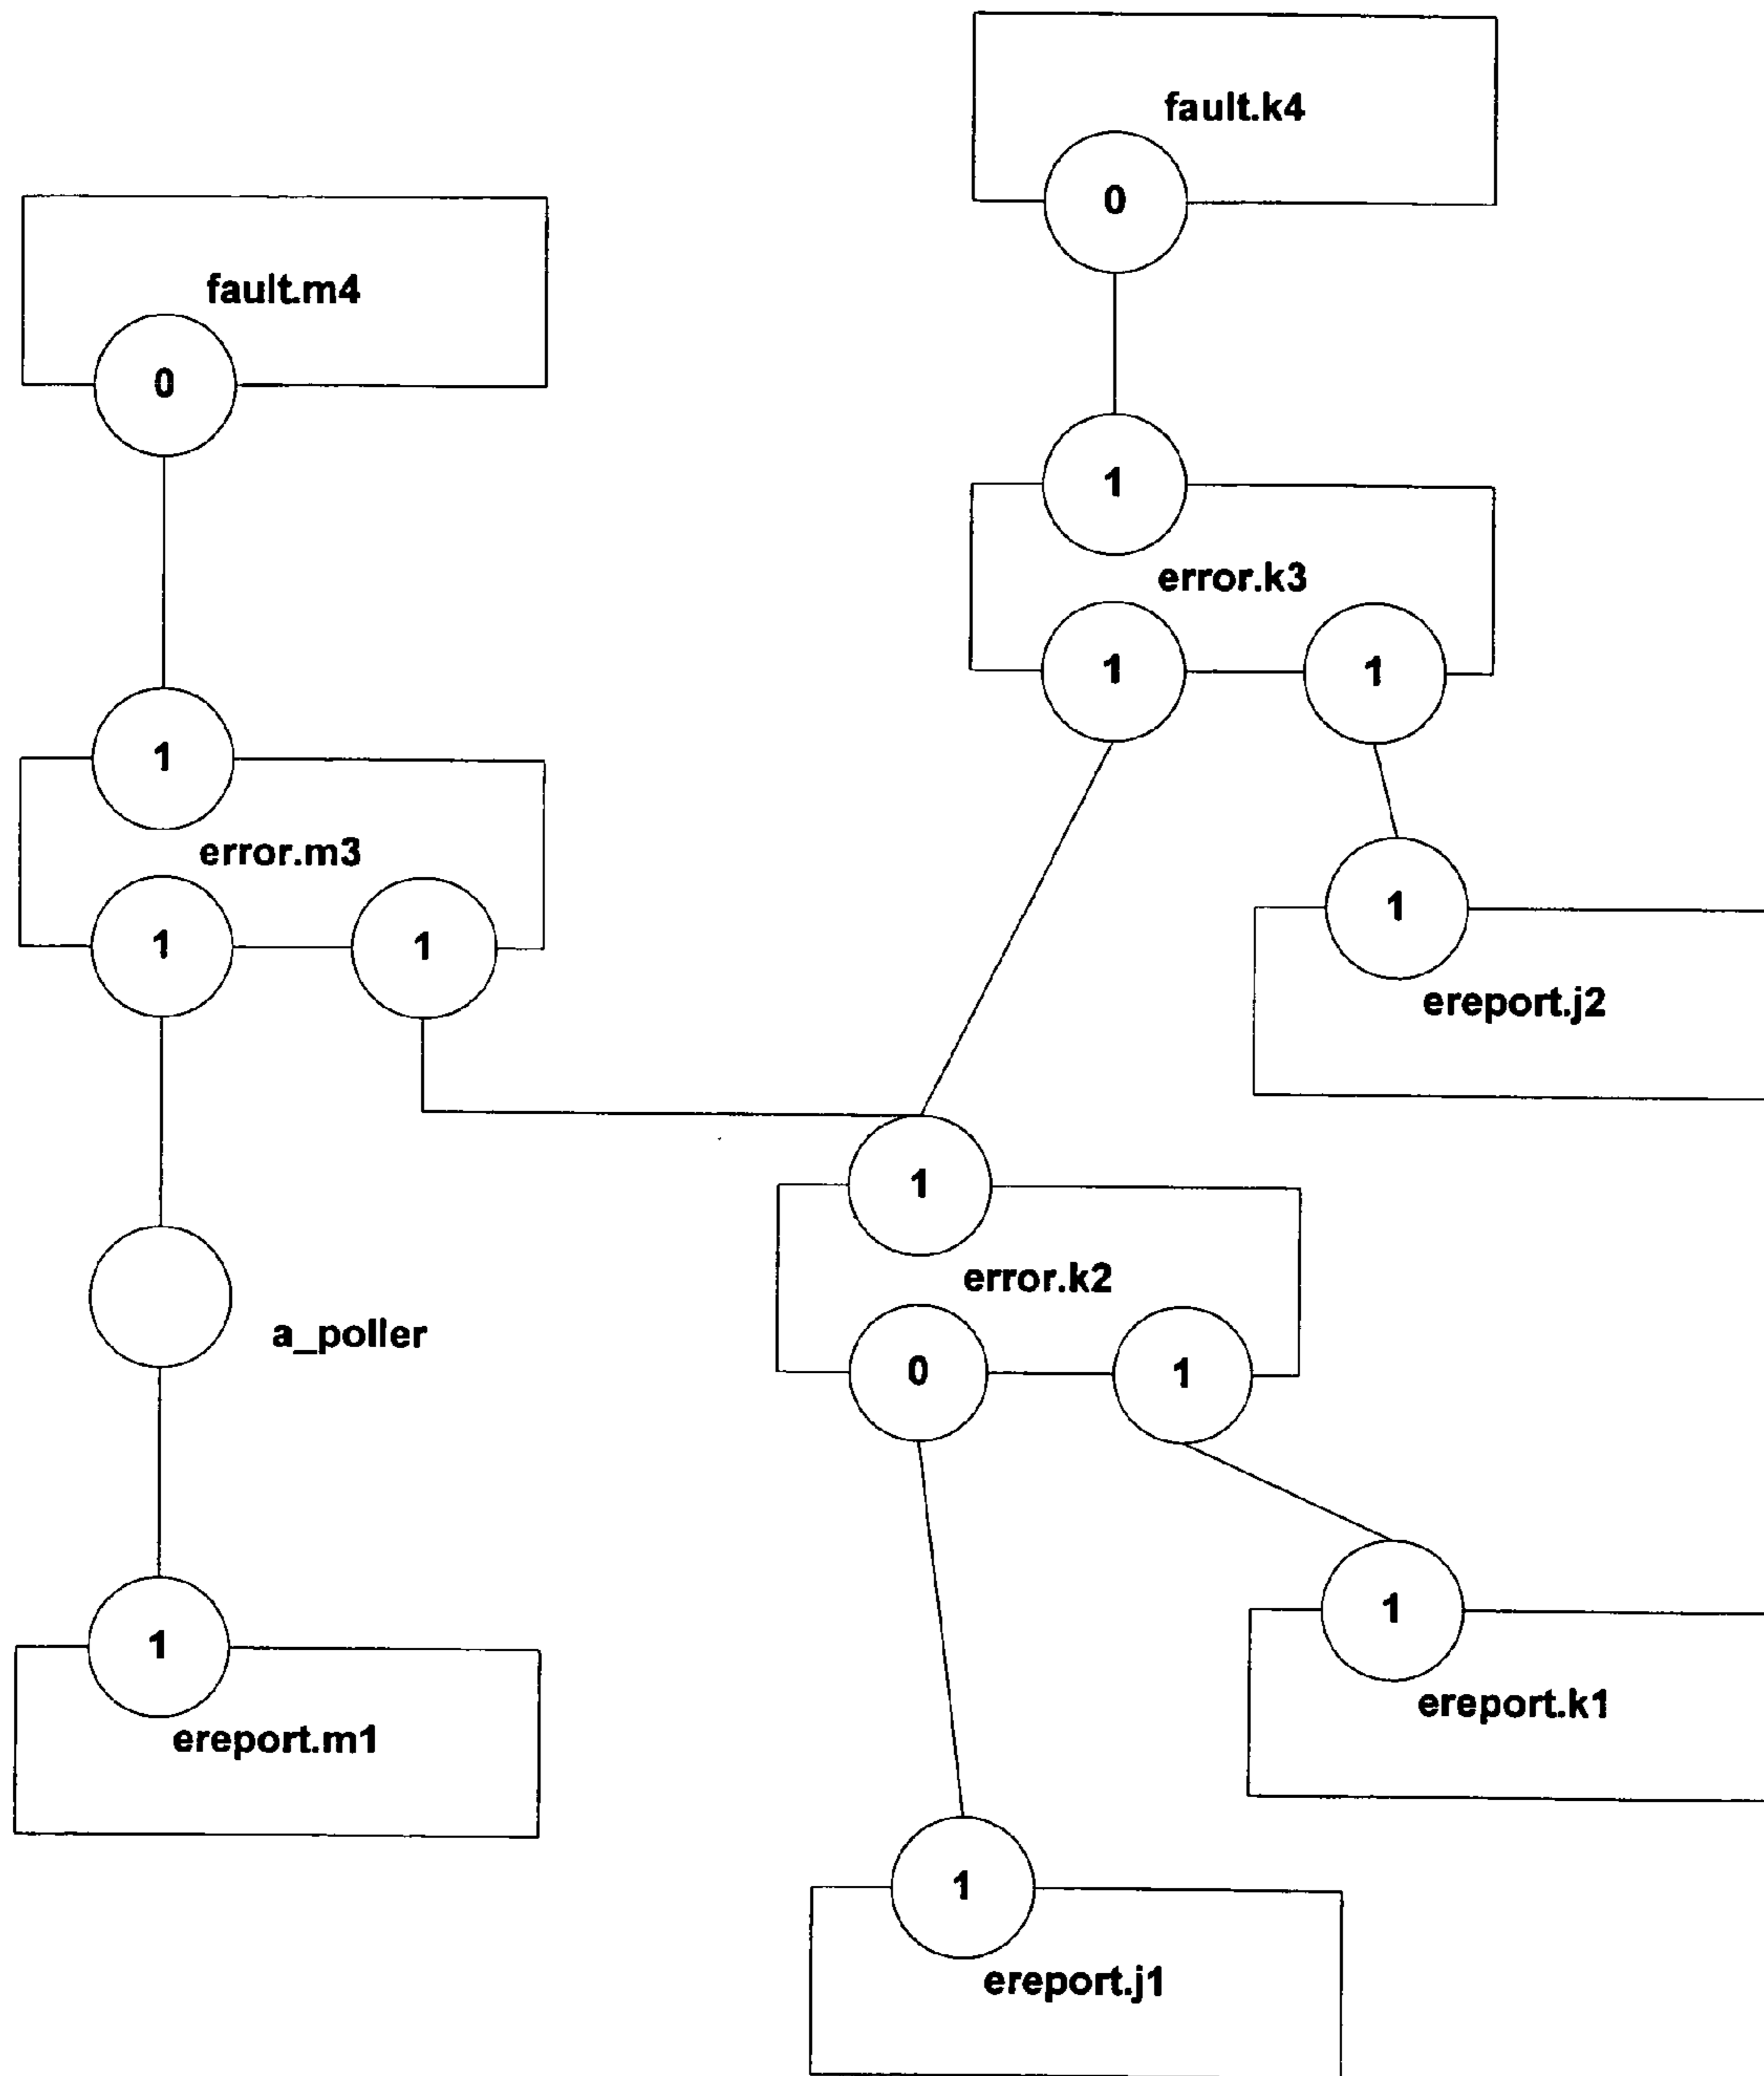 fault.k4
0
fault.m4
0
1
error.k3
1 1
1
error.m3
1 1
1
ereport.j2
1
error.k2
a_poller
0 1
1
ereport.k1
1
ereport.m1
1
ereport.j1